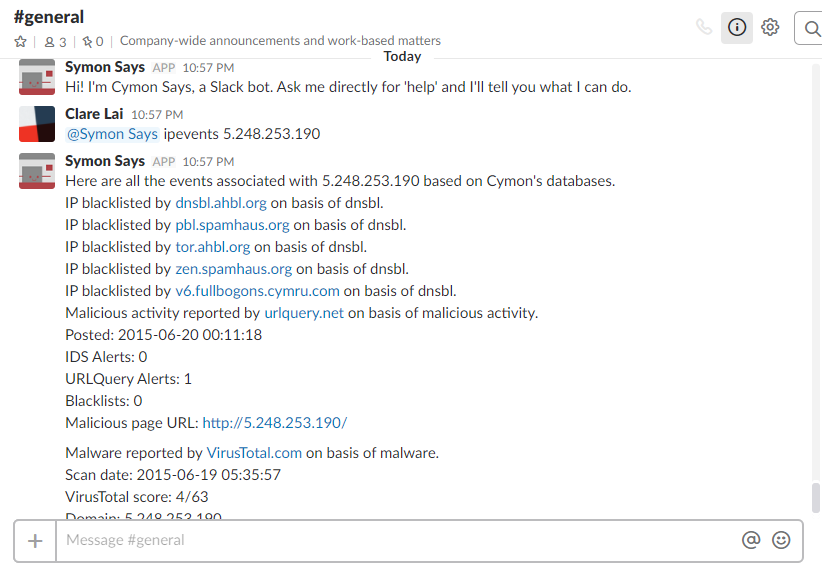 #general
3 | 0 | Company-wide announcements and work-based matters
Today
Symon Says APP 10:57 PM
Hi! I'm Cymon Says, a Slack bot. Ask me directly for 'help' and I'll tell you what I can do.
Clare Lai 10:57 PM
@Symon Says ipevents 5.248.253.190
Symon Says APP 10:57 PM
Here are all the events associated with 5.248.253.190 based on Cymon's databases.
IP blacklisted by dnsbl.ahbl.org on basis of dnsbl.
IP blacklisted by pbl.spamhaus.org on basis of dnsbl.
IP blacklisted by tor.ahbl.org on basis of dnsbl.
IP blacklisted by zen.spamhaus.org on basis of dnsbl.
IP blacklisted by v6.fullbogons.cymru.com on basis of dnsbl.
Malicious activity reported by urlquery.net on basis of malicious activity.
Posted: 2015-06-20 00:11:18
IDS Alerts: 0
URLQuery Alerts: 1
Blacklists: 0
Malicious page URL: http://5.248.253.190/
Malware reported by VirusTotal.com on basis of malware.
Scan date: 2015-06-19 05:35:57
VirusTotal score: 4/63
Domain: 5.248.253.190
Message #general